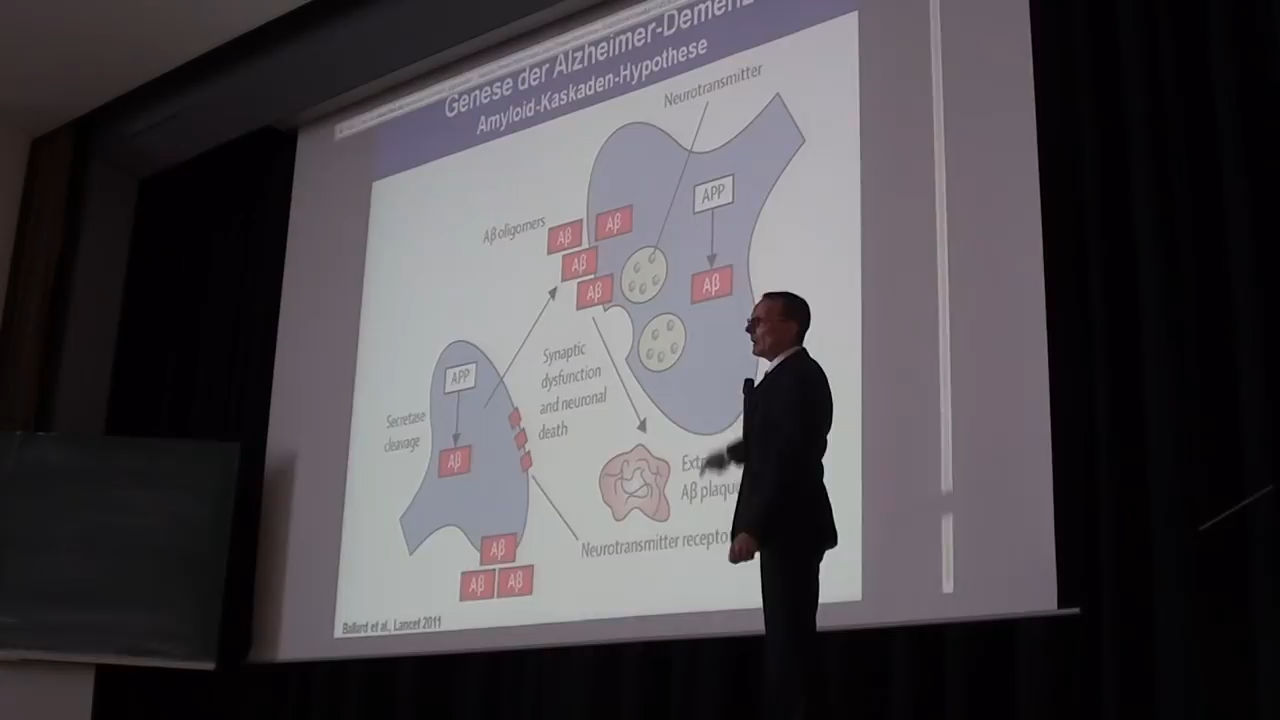 Genese der Alzheimer-Demenz
Amyloid-Kaskaden-Hypothese
Neurotransmitter
APP
Aβ oligomers
Aβ
Aβ
Aβ
Aβ
Aβ
APP
Secretase
cleavage
Aβ
Synaptic
dysfunction
and neuronal
death
Aβ plaqu
Neurotransmitter recepto
Aβ
Aβ
Aβ
Ballard et al., Lancet 2011